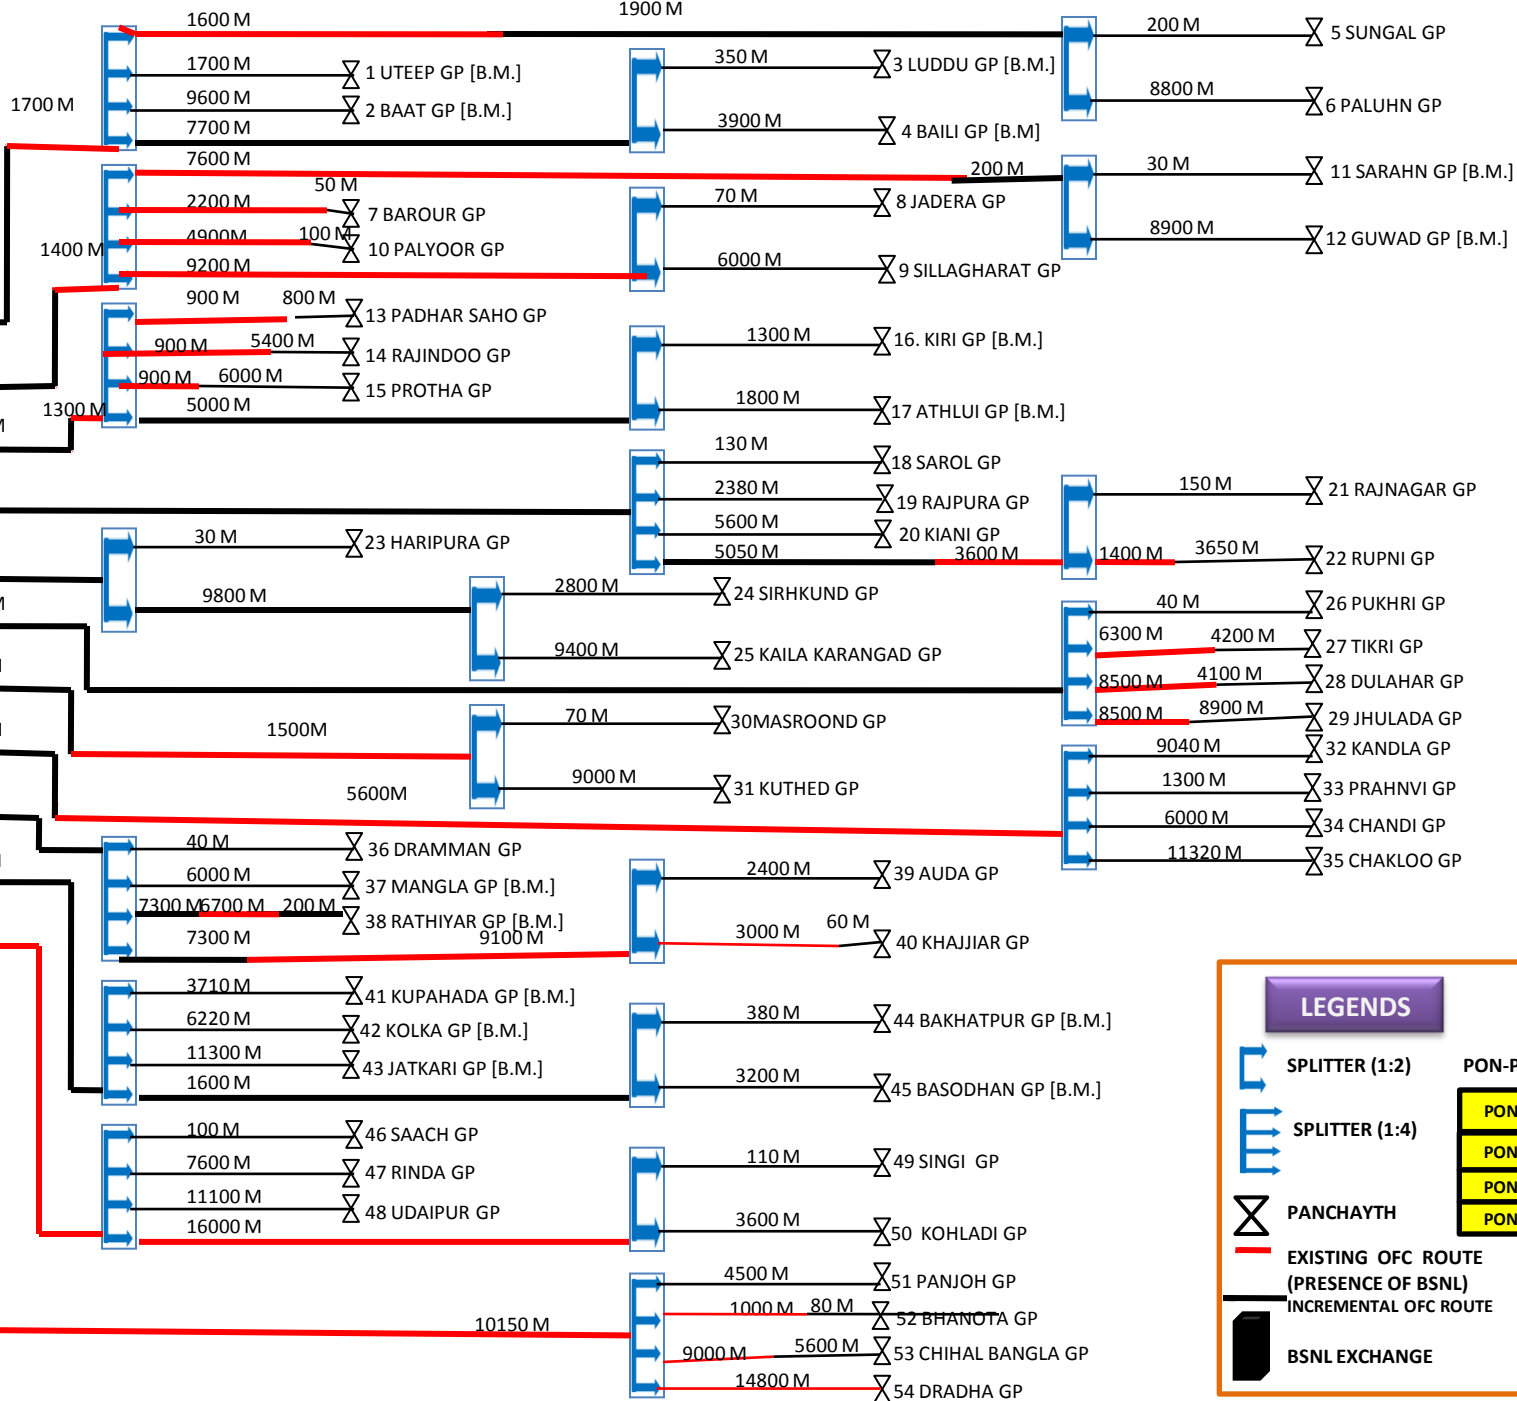 1900 M
1600 M
200 M
5 SUNGAL GP
1700 M
1 UTEEP GP [B.M.]
350 M
3 LUDDU GP [B.M.]
1700 M
9600 M
2 BAAT GP [B.M.]
8800 M
6 PALUHN GP
7700 M
3900 M
4 BAILI GP [B.M]
7600 M
200 M
30 M
11 SARAHN GP [B.M.]
50 M
2200 M
7 BAROUR GP
70 M
8 JADERA GP
1400 M
4900M
100 M
10 PALYOOR GP
8900 M
12 GUWAD GP [B.M.]
9200 M
6000 M
9 SILLAGHARAT GP
900 M
800 M
13 PADHAR SAHO GP
900 M
5400 M
14 RAJINDOO GP
1300 M
16. KIRI GP [B.M.]
900 M
6000 M
15 PROTHA GP
1300 M
5000 M
1800 M
17 ATHLUI GP [B.M.]
M
130 M
18 SAROL GP
2380 M
19 RAJPURA GP
150 M
21 RAJNAGAR GP
5600 M
20 KIANI GP
30 M
23 HARIPURA GP
5050 M
3600 M
1400 M
3650 M
22 RUPNI GP
9800 M
2800 M
24 SIRHKUND GP
40 M
26 PUKHRI GP
M
6300 M
4200 M
27 TIKRI GP
9400 M
25 KAILA KARANGAD GP
M
8500 M
4100 M
28 DULAHAR GP
70 M
30MASROOND GP
8500 M
8900 M
29 JHULADA GP
1500M
M
9040 M
32 KANDLA GP
9000 M
31 KUTHED GP
1300 M
33 PRAHNVI GP
5600M
6000 M
34 CHANDI GP
40 M
36 DRAMMAN GP
11320 M
35 CHAKLOO GP
M
6000 M
37 MANGLA GP [B.M.]
2400 M
39 AUDA GP
7300 M
6700 M
200 M
38 RATHIYAR GP [B.M.]
7300 M
9100 M
3000 M
60 M
40 KHAJJIAR GP
3710 M
41 KUPAHADA GP [B.M.]
6220 M
42 KOLKA GP [B.M.]
380 M
44 BAKHATPUR GP [B.M.]
11300 M
43 JATKARI GP [B.M.]
1600 M
3200 M
45 BASODHAN GP [B.M.]
100 M
46 SAACH GP
7600 M
47 RINDA GP
110 M
49 SINGI GP
11100 M
48 UDAIPUR GP
16000 M
3600 M
50 KOHLADI GP
4500 M
51 PANJOH GP
10150 M
1000 M
80 M
52 BHANOTA GP
9000 M
5600 M
53 CHIHAL BANGLA GP
14800 M
54 DRADHA GP
LEGENDS
SPLITTER (1:2)
PON-P
PON
SPLITTER (1:4)
PON
PON
PON
PANCHAYTH
EXISTING OFC ROUTE
(PRESENCE OF BSNL)
INCREMENTAL OFC ROUTE
BSNL EXCHANGE